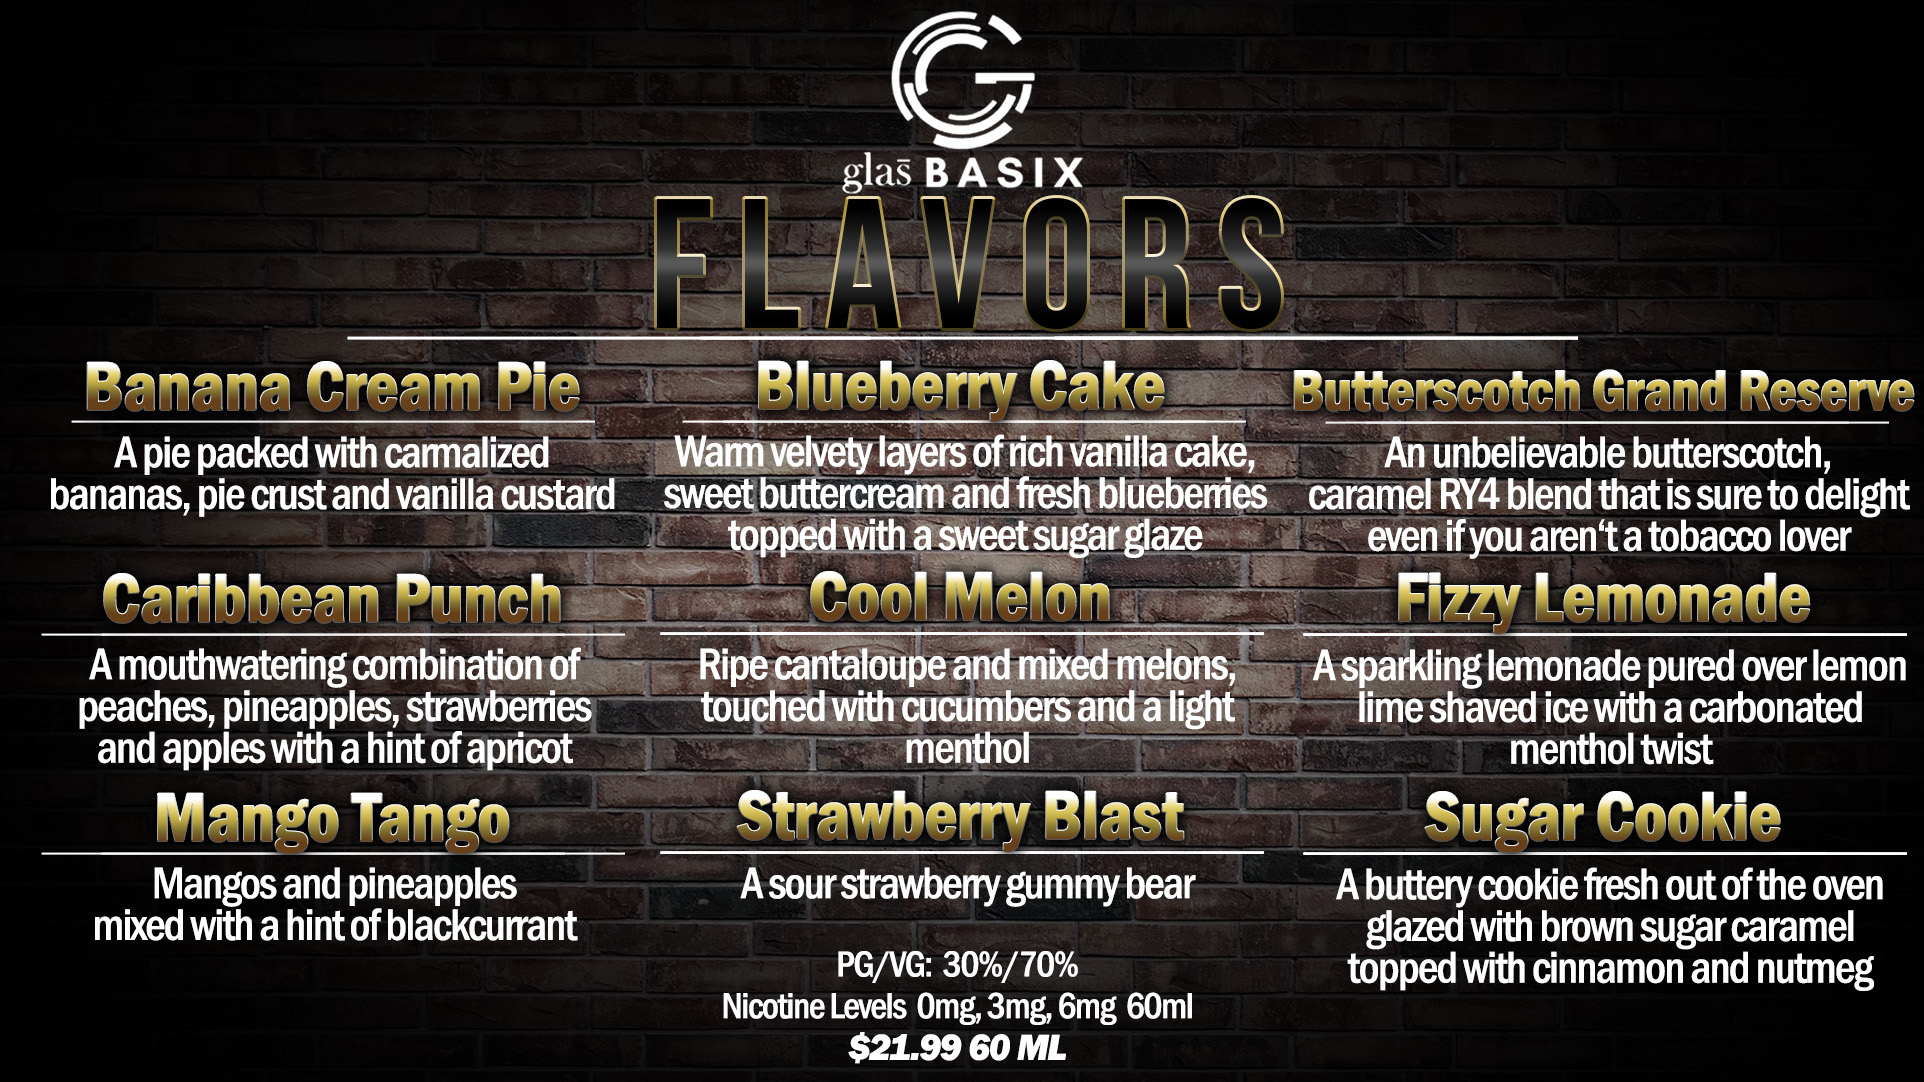 G
glas̄ BASIX
FLAVORS
Banana Cream Pie
A pie packed with carmalized
bananas, pie crust and vanilla custard
Blueberry Cake
Warm velvety layers of rich vanilla cake,
sweet buttercream and fresh blueberries
topped with a sweet sugar glaze
Butterscotch Grand Reserve
An unbelievable butterscotch,
caramel RY4 blend that is sure to delight
even if you aren‘t a tobacco lover
Caribbean Punch
A mouthwatering combination of
peaches, pineapples, strawberries
and apples with a hint of apricot
Cool Melon
Ripe cantaloupe and mixed melons,
touched with cucumbers and a light
menthol
Fizzy Lemonade
A sparkling lemonade pured over lemon
lime shaved ice with a carbonated
menthol twist
Mango Tango
Mangos and pineapples
mixed with a hint of blackcurrant
Strawberry Blast
A sour strawberry gummy bear
Sugar Cookie
A buttery cookie fresh out of the oven
glazed with brown sugar caramel
topped with cinnamon and nutmeg
PG/VG: 30%/70%
Nicotine Levels 0mg, 3mg, 6mg 60ml
$21.99 60 ML